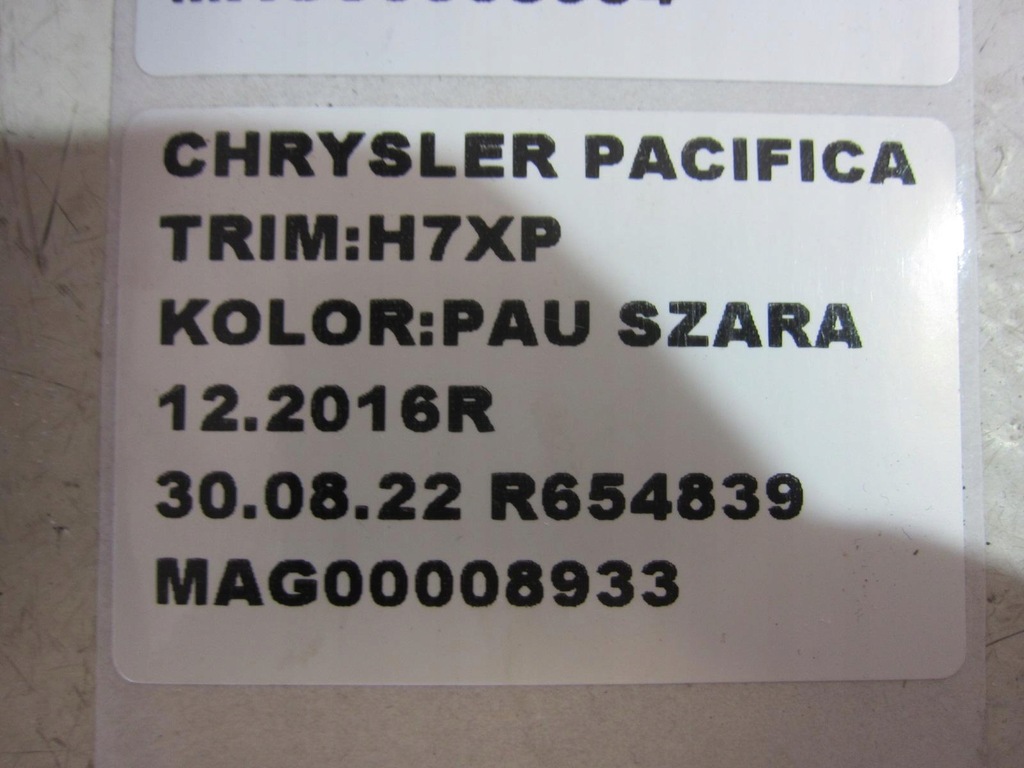 CHRYSLER PACIFICA
TRIM:H7XP
KOLOR:PAU SZARA
12.2016R
30.08.22 R654839
MAG00008933